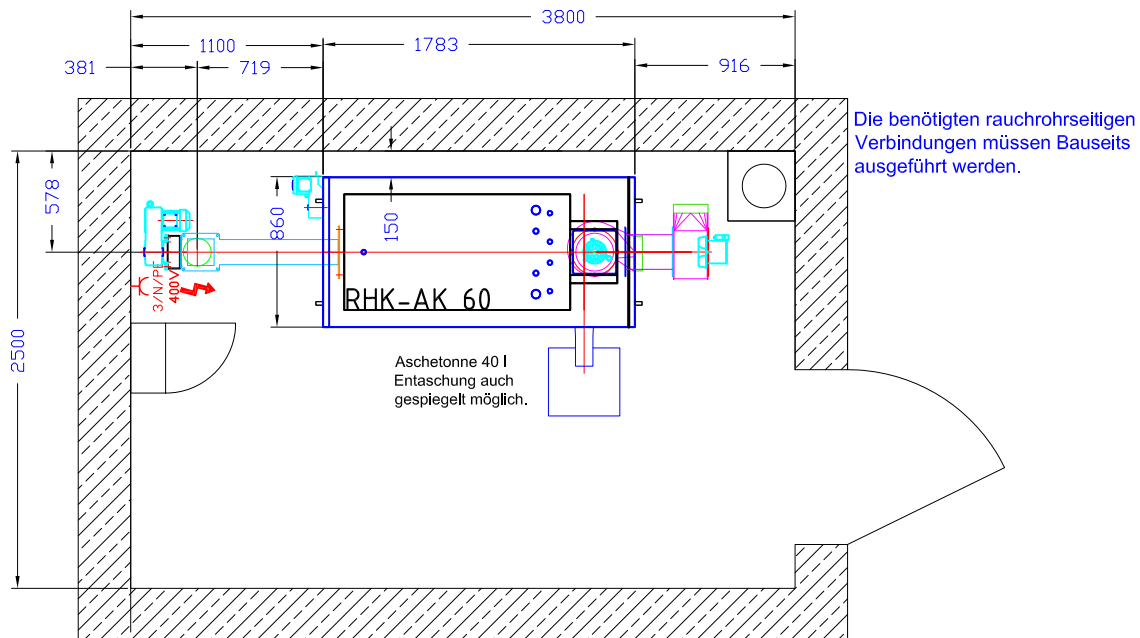 3800
1100
1783
381
719
916
Die benötigten rauchrohrseitigen
Verbindungen müssen Bauseits
ausgeführt werden.
578
860
150
2500
3/N/PE
400V
RHK-AK 60
Aschetonne 40 l
Entaschung auch
gespiegelt möglich.